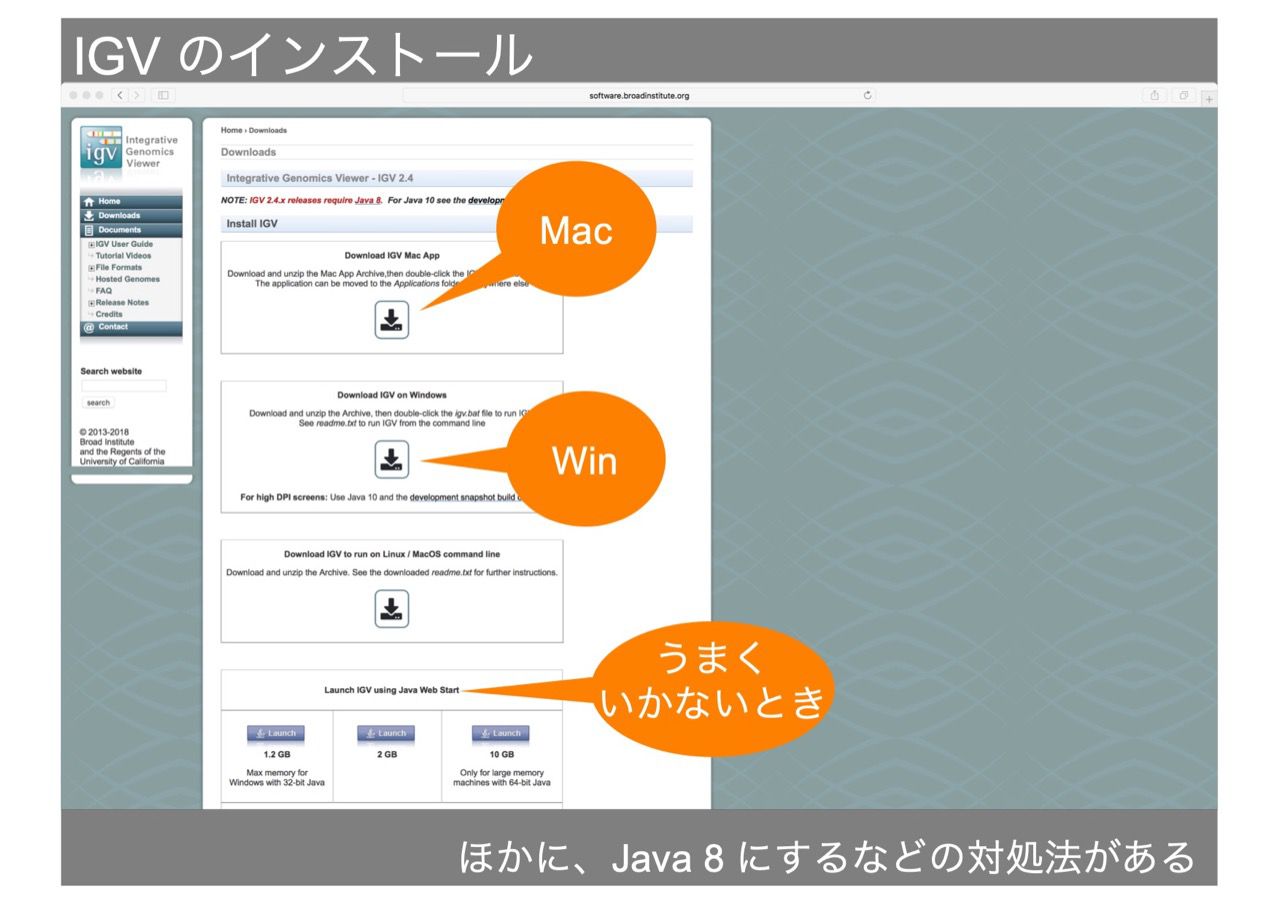 IGV のインストール
software.broadinstitute.org
igv
Integrative
Genomics
Viewer
Home
Downloads
Documents
IGV User Guide
Tutorial Videos
File Formats
Hosted Genomes
FAQ
Release Notes
Credits
Contact
Search website
search
© 2013-2018
Broad Institute
and the Regents of the
University of California
Home › Downloads
Downloads
Integrative Genomics Viewer - IGV 2.4
NOTE: IGV 2.4.x releases require Java 8. For Java 10 see the
Install IGV
Mac
Download IGV Mac App
Download and unzip the Mac App Archive,then double-click the
The application can be moved to the Applications else
Download IGV on Windows
Download and unzip the Archive, then double-click the igv.bat file to run
See readme.txt to run IGV from the command line
Win
For high DPI screens: Use Java 10 and the development snapshot build
Download IGV to run on Linux / MacOS command line
Download and unzip the Archive. See the downloaded readme.txt for further instructions.
うまく
いかないとき
Launch IGV using Java Web Start
Launch Launch Launch
1.2 GB 2 GB 10 GB
Max memory for Only for large memory
Windows with 32-bit Java machines with 64-bit Java
ほかに、Java 8 にするなどの対処法がある